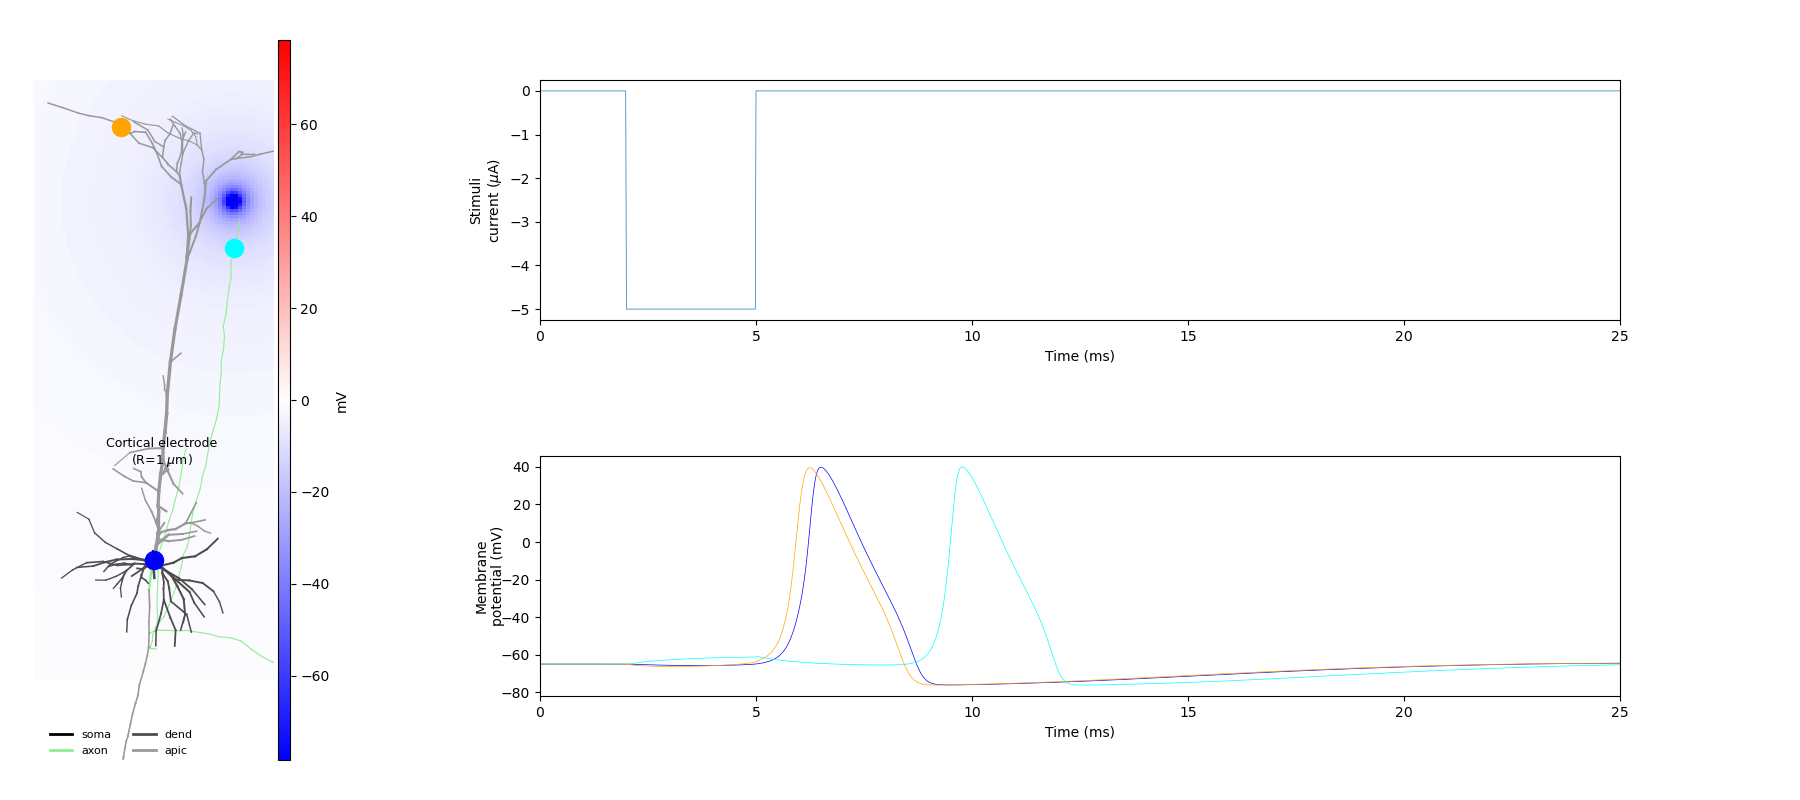 Cortical electrode
(R=1 μm)
soma
dend
axon
apic
60
40
20
0
−20
−40
−60
mV
0
−1
−2
−3
−4
−5
Stimuli
current (μA)
0
5
10
15
20
25
Time (ms)
40
20
0
−20
−40
−60
−80
Membrane
potential (mV)
0
5
10
15
20
25
Time (ms)